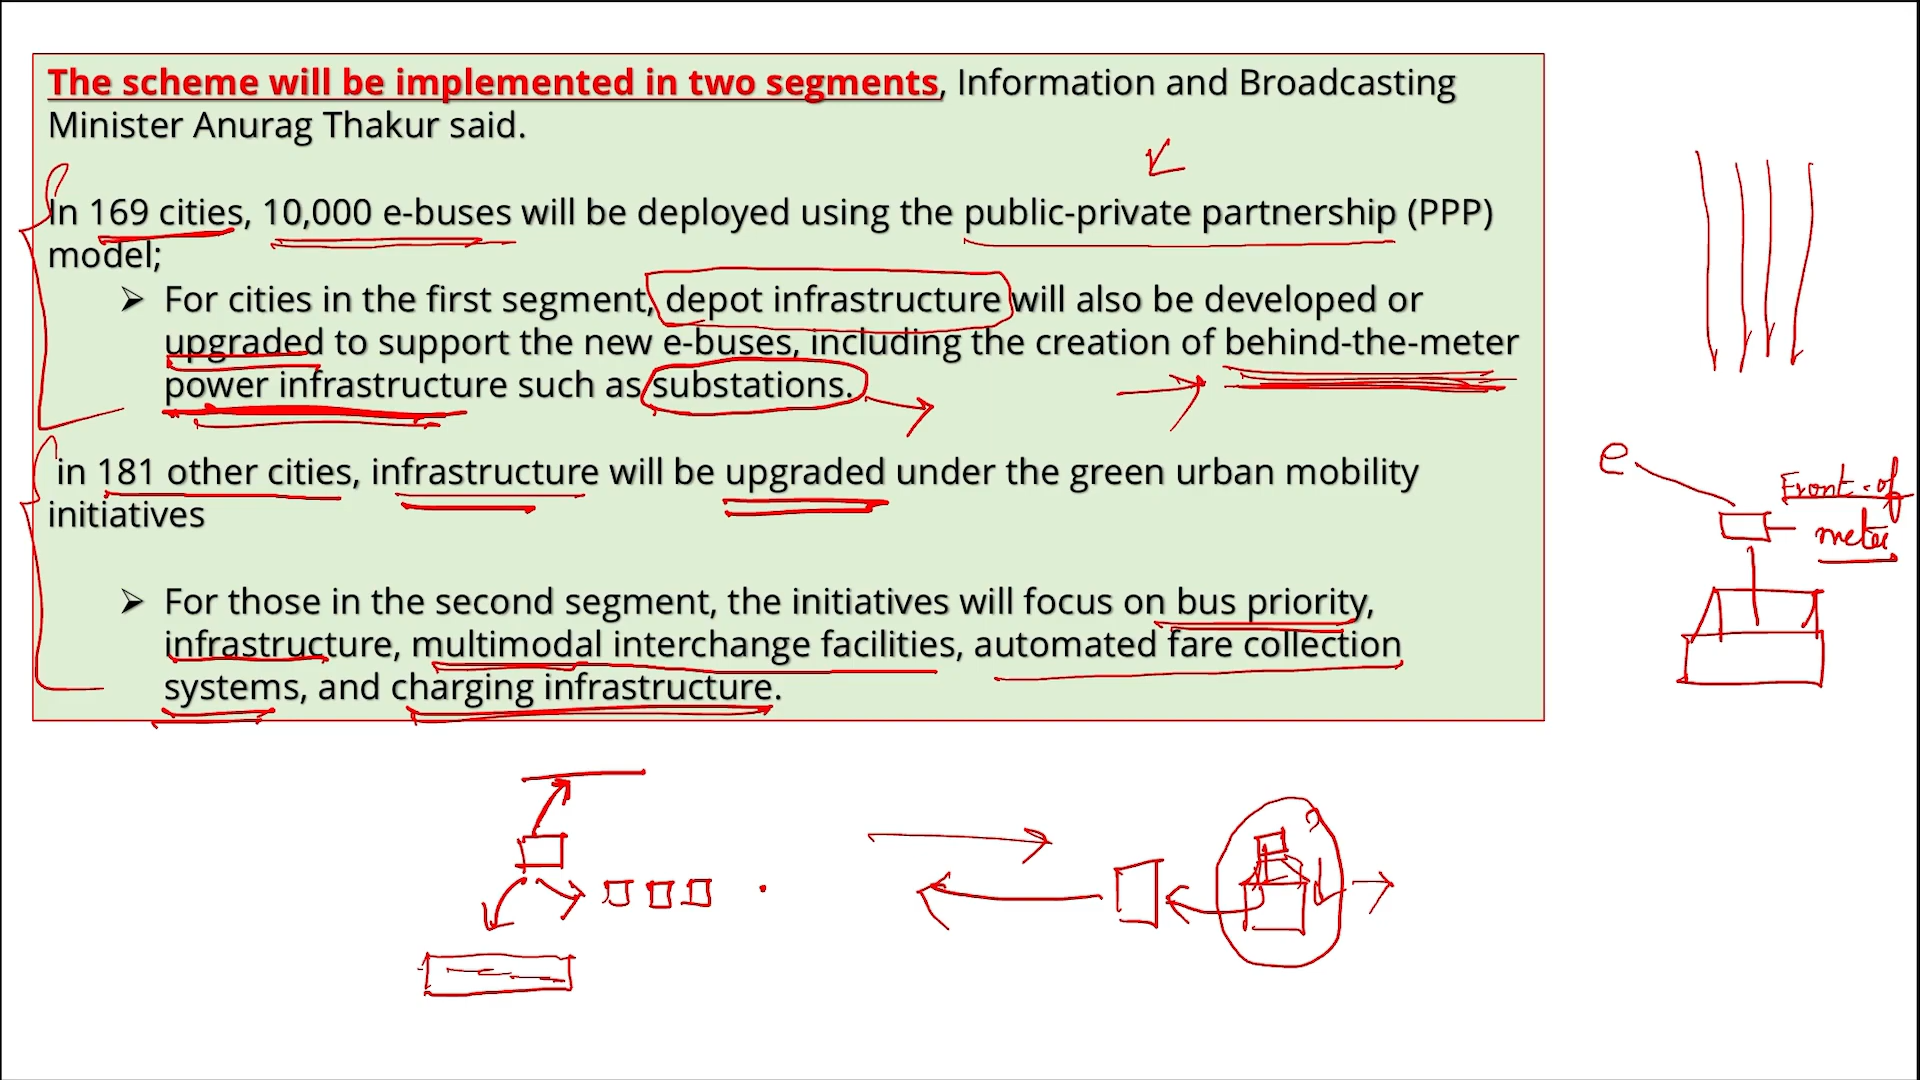 The scheme will be implemented in two segments, Information and Broadcasting
Minister Anurag Thakur said.
In 169 cities, 10,000 e-buses will be deployed using the public-private partnership (PPP)
model;
➢ For cities in the first segment, depot infrastructure will also be developed or
upgraded to support the new e-buses, including the creation of behind-the-meter
power infrastructure such as substations.
in 181 other cities, infrastructure will be upgraded under the green urban mobility
initiatives
➢ For those in the second segment, the initiatives will focus on bus priority,
infrastructure, multimodal interchange facilities, automated fare collection
systems, and charging infrastructure.
e
Front-of
meter